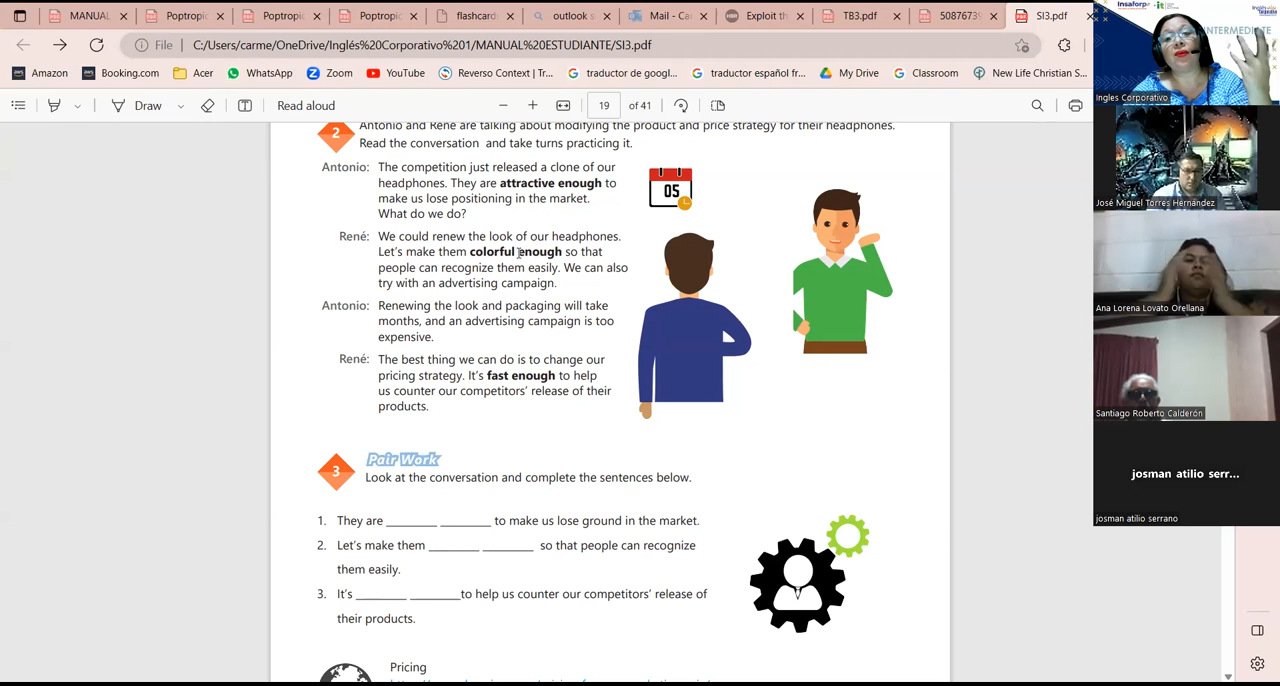 MANUAL
Poptropic
Poptropic
Poptropic
flashcards
outlook s
Mail - Ca
Exploit th
TB3.pdf
50876739
SI3.pdf
File
C:/Users/carme/OneDrive/Inglés%20Corporativo%201/MANUAL%20ESTUDIANTE/SI3.pdf
Amazon
Booking.com
Acer
WhatsApp
Zoom
YouTube
Reverso Context | Tr...
traductor de googl...
traductor español fr...
My Drive
Classroom
New Life Christian S...
Draw
Read aloud
19
of 41
2
Antonio and René are talking about modifying the product and price strategy for their headphones.
Read the conversation and take turns practicing it.
Antonio: The competition just released a clone of our
headphones. They are attractive enough to
make us lose positioning in the market.
What do we do?
René: We could renew the look of our headphones.
Let's make them colorful enough so that
people can recognize them easily. We can also
try with an advertising campaign.
Antonio: Renewing the look and packaging will take
months, and an advertising campaign is too
expensive.
René: The best thing we can do is to change our
pricing strategy. It's fast enough to help
us counter our competitors' release of their
products.
05
3
Pair Work
Look at the conversation and complete the sentences below.
1. They are ________ ________ to make us lose ground in the market.
2. Let's make them ________ ________ so that people can recognize
them easily.
3. It's ________ ________to help us counter our competitors' release of
their products.
Pricing
Insaforp
INTERMEDIATE
Ingles Corporativo
José Miguel Torres Hernández
Ana Lorena Lovato Orellana
Santiago Roberto Calderón
josman atilio serr...
josman atilio serrano